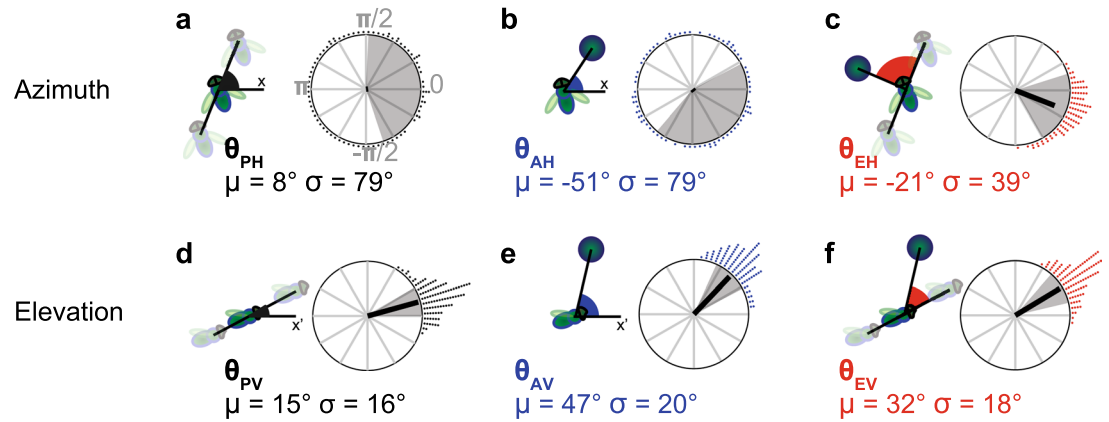 a
b
c
Azimuth
π/2
π
0
-π/2
x
x
θPH
μ = 8° σ = 79°
θAH
μ = -51° σ = 79°
θEH
μ = -21° σ = 39°
d
e
f
Elevation
x'
x'
θPV
μ = 15° σ = 16°
θAV
μ = 47° σ = 20°
θEV
μ = 32° σ = 18°